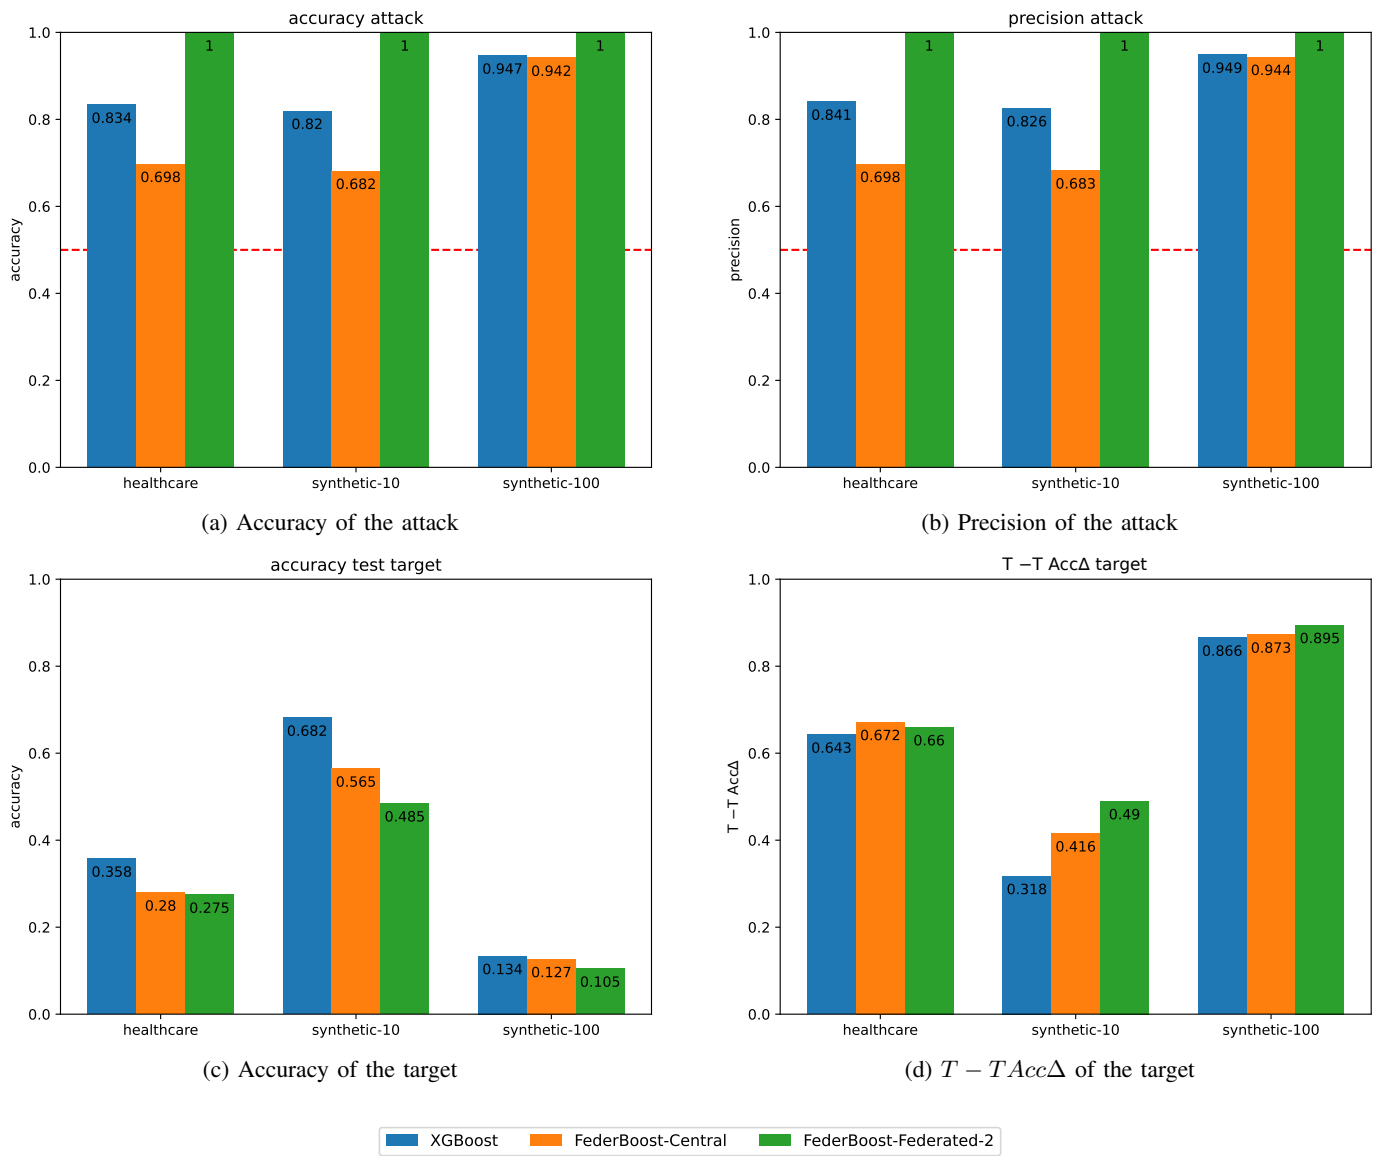 accuracy attack
1.0
0.8
0.6
0.4
0.2
0.0
accuracy
0.834
0.698
1
0.82
0.682
1
0.947
0.942
1
healthcare
synthetic-10
synthetic-100
(a) Accuracy of the attack
precision attack
1.0
0.8
0.6
0.4
0.2
0.0
precision
0.841
0.698
1
0.826
0.683
1
0.949
0.944
1
healthcare
synthetic-10
synthetic-100
(b) Precision of the attack
accuracy test target
1.0
0.8
0.6
0.4
0.2
0.0
accuracy
0.358
0.28
0.275
0.682
0.565
0.485
0.134
0.127
0.105
healthcare
synthetic-10
synthetic-100
(c) Accuracy of the target
T −T AccΔ target
1.0
0.8
0.6
0.4
0.2
0.0
T −T AccΔ
0.643
0.672
0.66
0.318
0.416
0.49
0.866
0.873
0.895
healthcare
synthetic-10
synthetic-100
(d) T − TAccΔ of the target
XGBoost
FederBoost-Central
FederBoost-Federated-2